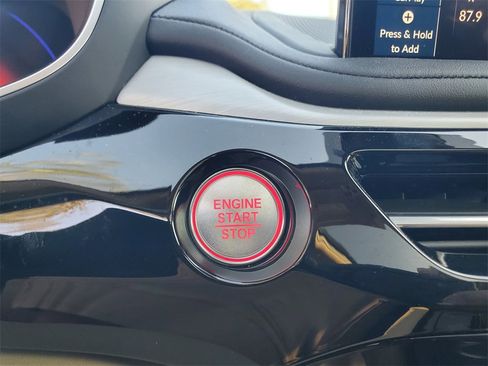 87.9
Press & Hold
to Add
ENGINE
START
STOP